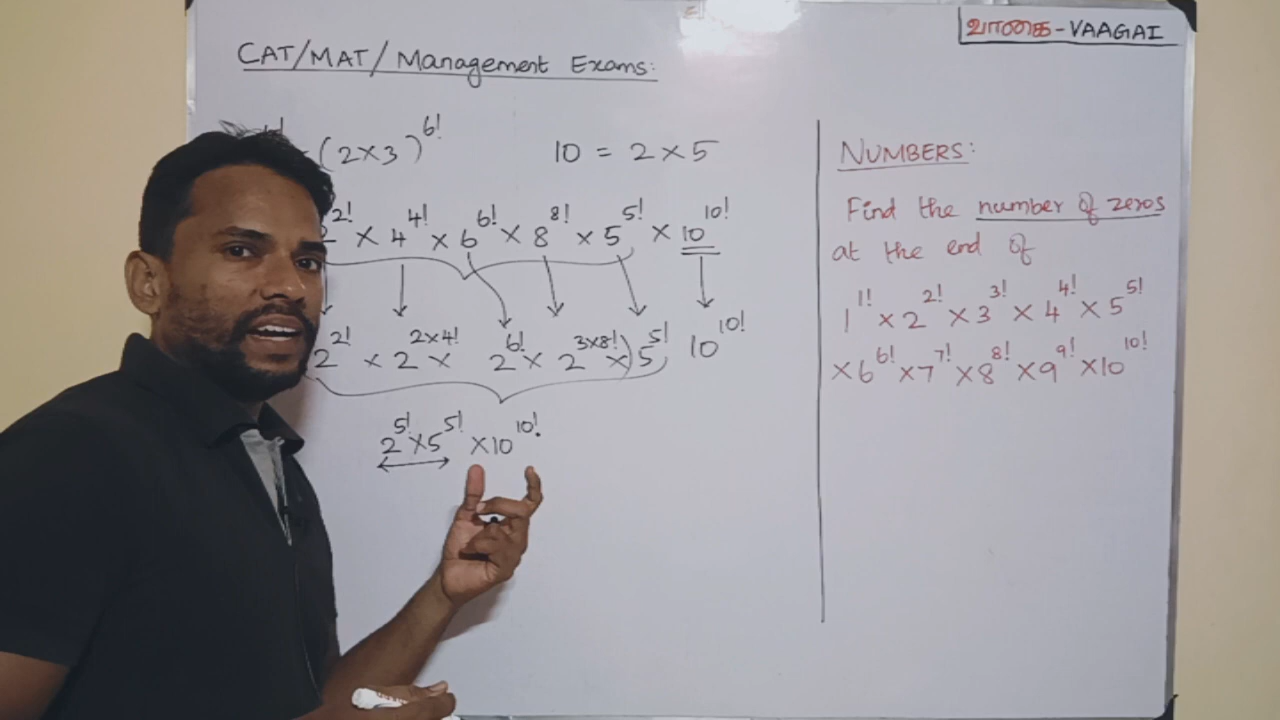 வாகை-VAAGAI
CAT/MAT/Management Exams:
(2×3)^6! 10 = 2×5
2! × 4^4! × 6^6! × 8^8! × 5^5! × 10^10!
2^2! × 2^2×4! × 2^6! × 2^3×8! ×) 5^5! 10^10!
2^5! × 5^5! × 10^10!
NUMBERS:
Find the number of zeros
at the end of
1^1! × 2^2! × 3^3! × 4^4! × 5^5!
× 6^6! × 7^7! × 8^8! × 9^9! × 10^10!